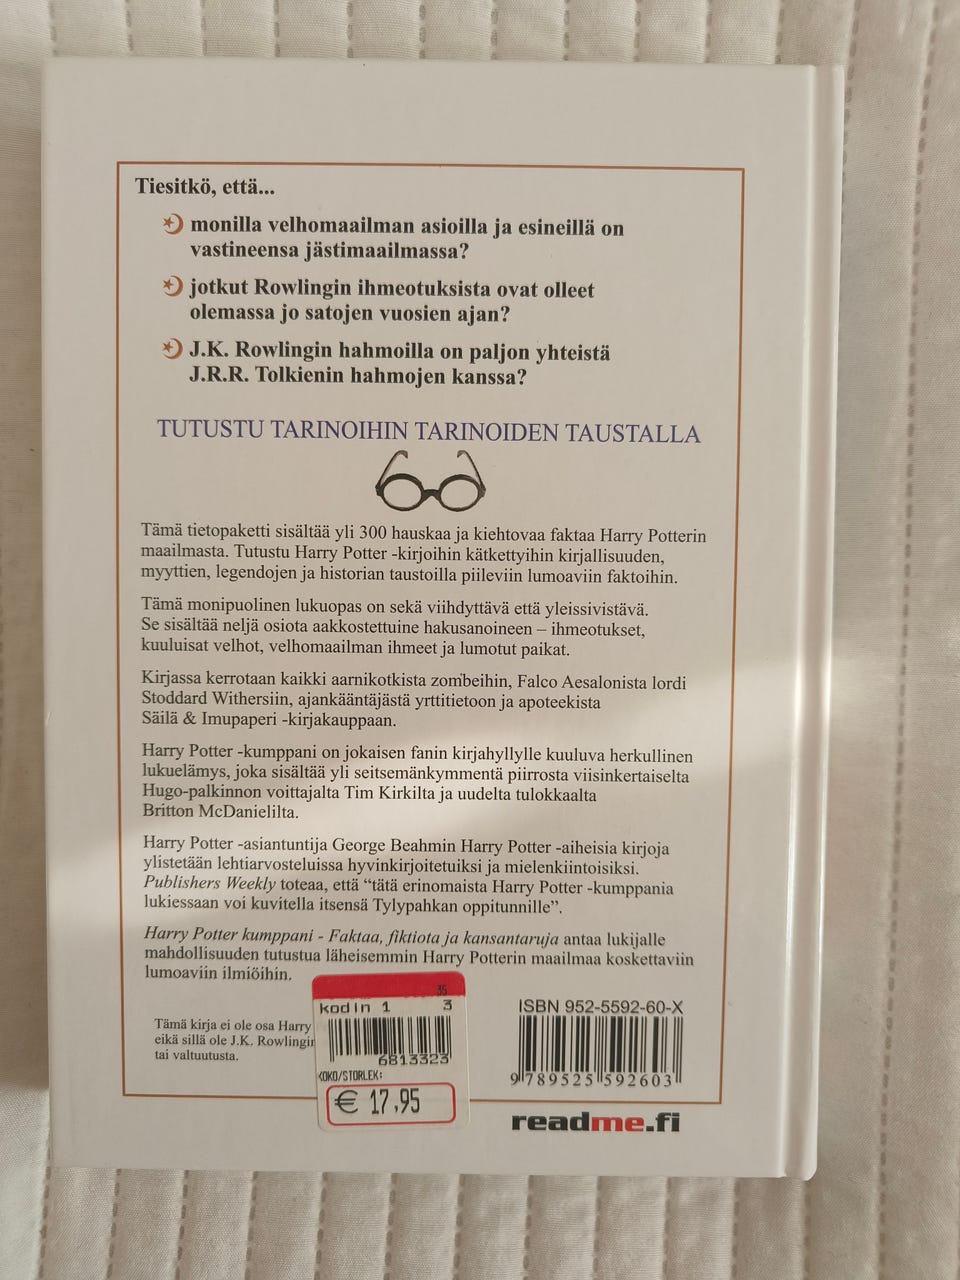 Tiesitkö, että...
monilla velhomaailman asioilla ja esineillä on
vastineensa jästimaailmassa?
jotkut Rowlingin ihmeotuksista ovat olleet
olemassa jo satojen vuosien ajan?
J.K. Rowlingin hahmoilla on paljon yhteistä
J.R.R. Tolkienin hahmojen kanssa?
TUTUSTU TARINOIHIN TARINOIDEN TAUSTALLA
Tämä tietopaketti sisältää yli 300 hauskaa ja kiehtovaa faktaa Harry Potterin
maailmasta. Tutustu Harry Potter -kirjoihin kätkettyihin kirjallisuuden,
myyttien, legendojen ja historian taustoilla piileviin lumoaviin faktoihin.
Tämä monipuolinen lukuopas on sekä viihdyttävä että yleissivistävä.
Se sisältää neljä osiota aakkostettuine hakusanoineen – ihmeotukset,
kuuluisat velhot, velhomaailman ihmeet ja lumotut paikat.
Kirjassa kerrotaan kaikki aarnikotkista zombeihin, Falco Aesalonista lordi
Stoddard Withersiin, ajankääntäjästä yrttitietoon ja apoteekista
Säilä & Imupaperi -kirjakauppaan.
Harry Potter -kumppani on jokaisen fanin kirjahyllylle kuuluva herkullinen
lukuelämys, joka sisältää yli seitsemänkymmentä piirrosta viisinkertaiselta
Hugo-palkinnon voittajalta Tim Kirkilta ja uudelta tulokkaalta
Britton McDanielilta.
Harry Potter -asiantuntija George Beahmin Harry Potter -aiheisia kirjoja
ylistetään lehtiarvosteluissa hyvinkirjoitetuiksi ja mielenkiintoisiksi.
Publishers Weekly toteaa, että “tätä erinomaista Harry Potter -kumppania
lukiessaan voi kuvitella itsensä Tylypahkan oppitunnille”.
Harry Potter kumppani - Faktaa, fiktiota ja kansantaruja antaa lukijalle
mahdollisuuden tutustua läheisemmin Harry Potterin maailmaa koskettaviin
lumoaviin ilmiöihin.
Tämä kirja ei ole osa Harry
eikä sillä ole J.K. Rowlingin
tai valtuutusta.
35
kodin 1 3
6813323
KOKO/STORLEK:
€ 17,95
ISBN 952-5592-60-X
9 789525 592603
readme.fi